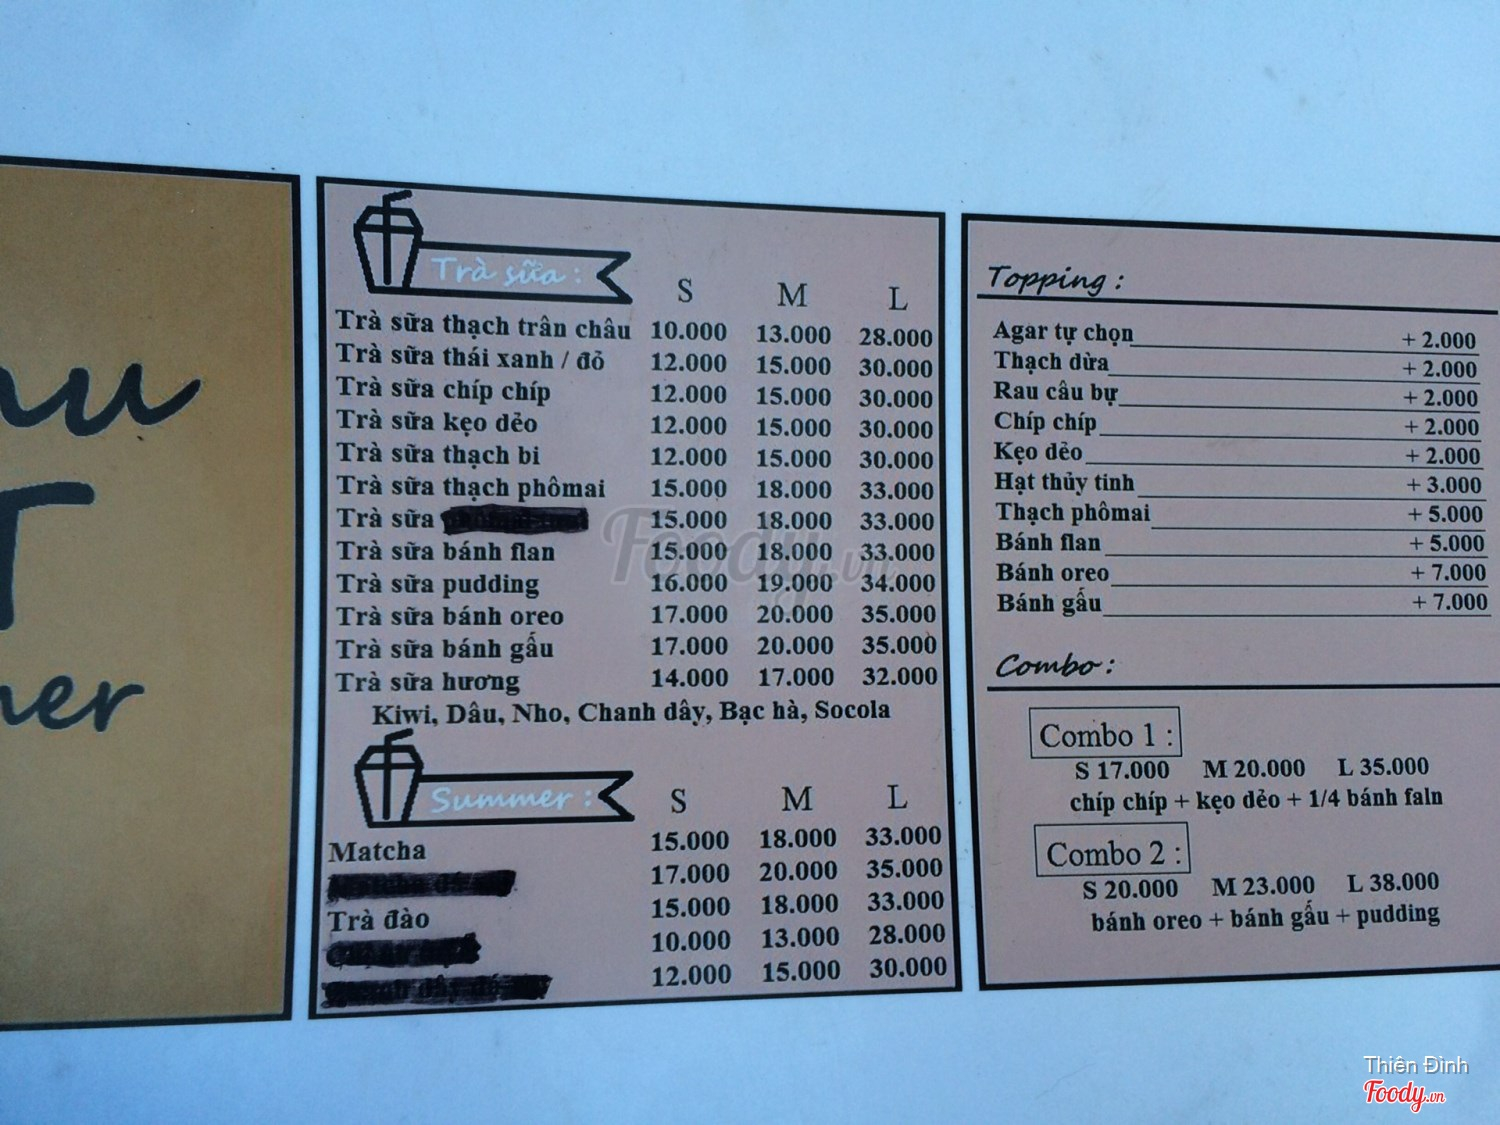 Trà sữa :
S M L
Trà sữa thạch trân châu 10.000 13.000 28.000
Trà sữa thái xanh / đỏ 12.000 15.000 30.000
Trà sữa chíp chíp 12.000 15.000 30.000
Trà sữa kẹo dẻo 12.000 15.000 30.000
Trà sữa thạch bi 12.000 15.000 30.000
Trà sữa thạch phômai 15.000 18.000 33.000
Trà sữa 15.000 18.000 33.000
Trà sữa bánh flan 15.000 18.000 33.000
Trà sữa pudding 16.000 19.000 34.000
Trà sữa bánh oreo 17.000 20.000 35.000
Trà sữa bánh gấu 17.000 20.000 35.000
Trà sữa hương 14.000 17.000 32.000
Kiwi, Dâu, Nho, Chanh dây, Bạc hà, Socola
Summer :
S M L
Matcha 15.000 18.000 33.000
17.000 20.000 35.000
Trà đào 15.000 18.000 33.000
10.000 13.000 28.000
12.000 15.000 30.000
Topping :
Agar tự chọn + 2.000
Thạch dừa + 2.000
Rau câu bự + 2.000
Chíp chíp + 2.000
Kẹo dẻo + 2.000
Hạt thủy tinh + 3.000
Thạch phômai + 5.000
Bánh flan + 5.000
Bánh oreo + 7.000
Bánh gấu + 7.000
Combo :
Combo 1 :
S 17.000 M 20.000 L 35.000
chíp chíp + kẹo dẻo + 1/4 bánh faln
Combo 2 :
S 20.000 M 23.000 L 38.000
bánh oreo + bánh gấu + pudding
Foody.vn
Thiên Đình
Foody.vn